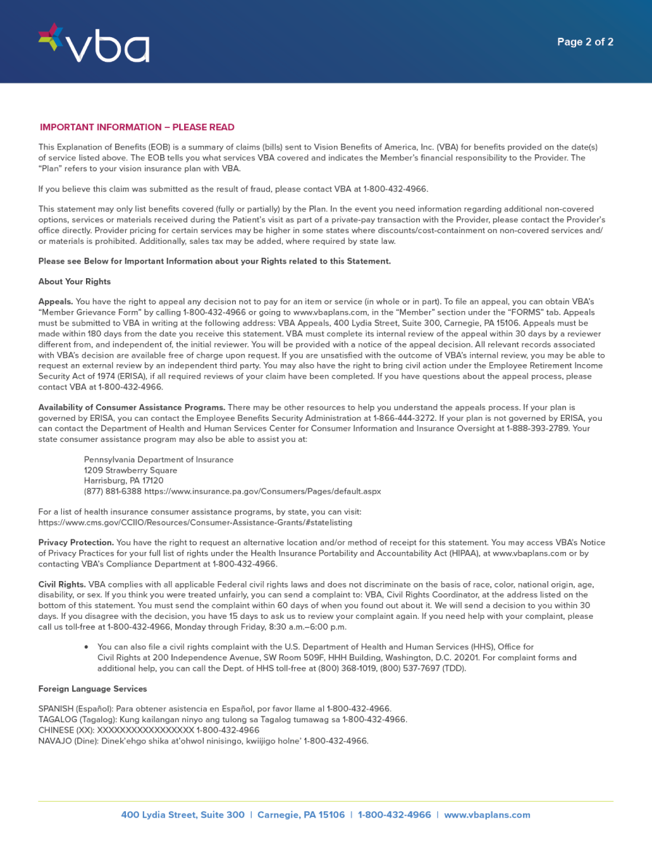 vba
Page 2 of 2
IMPORTANT INFORMATION – PLEASE READ
This Explanation of Benefits (EOB) is a summary of claims (bills) sent to Vision Benefits of America, Inc. (VBA) for benefits provided on the date(s)
of service listed above. The EOB tells you what services VBA covered and indicates the Member's financial responsibility to the Provider. The
"Plan" refers to your vision insurance plan with VBA.
If you believe this claim was submitted as the result of fraud, please contact VBA at 1-800-432-4966.
This statement may only list benefits covered (fully or partially) by the Plan. In the event you need information regarding additional non-covered
options, services or materials received during the Patient's visit as part of a private-pay transaction with the Provider, please contact the Provider's
office directly. Provider pricing for certain services may be higher in some states where discounts/cost-containment on non-covered services and/
or materials is prohibited. Additionally, sales tax may be added, where required by state law.
Please see Below for Important Information about your Rights related to this Statement.
About Your Rights
Appeals. You have the right to appeal any decision not to pay for an item or service (in whole or in part). To file an appeal, you can obtain VBA's
"Member Grievance Form" by calling 1-800-432-4966 or going to www.vbaplans.com, in the "Member" section under the "FORMS" tab. Appeals
must be submitted to VBA in writing at the following address: VBA Appeals, 400 Lydia Street, Suite 300, Carnegie, PA 15106. Appeals must be
made within 180 days from the date you receive this statement. VBA must complete its internal review of the appeal within 30 days by a reviewer
different from, and independent of, the initial reviewer. You will be provided with a notice of the appeal decision. All relevant records associated
with VBA's decision are available free of charge upon request. If you are unsatisfied with the outcome of VBA's internal review, you may be able to
request an external review by an independent third party. You may also have the right to bring civil action under the Employee Retirement Income
Security Act of 1974 (ERISA), if all required reviews of your claim have been completed. If you have questions about the appeal process, please
contact VBA at 1-800-432-4966.
Availability of Consumer Assistance Programs. There may be other resources to help you understand the appeals process. If your plan is
governed by ERISA, you can contact the Employee Benefits Security Administration at 1-866-444-3272. If your plan is not governed by ERISA, you
can contact the Department of Health and Human Services Center for Consumer Information and Insurance Oversight at 1-888-393-2789. Your
state consumer assistance program may also be able to assist you at:
Pennsylvania Department of Insurance
1209 Strawberry Square
Harrisburg, PA 17120
(877) 881-6388 https://www.insurance.pa.gov/Consumers/Pages/default.aspx
For a list of health insurance consumer assistance programs, by state, you can visit:
https://www.cms.gov/CCIIO/Resources/Consumer-Assistance-Grants/#statelisting
Privacy Protection. You have the right to request an alternative location and/or method of receipt for this statement. You may access VBA's Notice
of Privacy Practices for your full list of rights under the Health Insurance Portability and Accountability Act (HIPAA), at www.vbaplans.com or by
contacting VBA's Compliance Department at 1-800-432-4966.
Civil Rights. VBA complies with all applicable Federal civil rights laws and does not discriminate on the basis of race, color, national origin, age,
disability, or sex. If you think you were treated unfairly, you can send a complaint to: VBA, Civil Rights Coordinator, at the address listed on the
bottom of this statement. You must send the complaint within 60 days of when you found out about it. We will send a decision to you within 30
days. If you disagree with the decision, you have 15 days to ask us to review your complaint again. If you need help with your complaint, please
call us toll-free at 1-800-432-4966, Monday through Friday, 8:30 a.m.–6:00 p.m.
• You can also file a civil rights complaint with the U.S. Department of Health and Human Services (HHS), Office for
Civil Rights at 200 Independence Avenue, SW Room 509F, HHH Building, Washington, D.C. 20201. For complaint forms and
additional help, you can call the Dept. of HHS toll-free at (800) 368-1019, (800) 537-7697 (TDD).
Foreign Language Services
SPANISH (Español): Para obtener asistencia en Español, por favor llame al 1-800-432-4966.
TAGALOG (Tagalog): Kung kailangan ninyo ang tulong sa Tagalog tumawag sa 1-800-432-4966.
CHINESE (XX): XXXXXXXXXXXXXXXXX 1-800-432-4966
NAVAJO (Dine): Dinek'ehgo shika at'ohwol ninisingo, kwiijigo holne' 1-800-432-4966.
400 Lydia Street, Suite 300 | Carnegie, PA 15106 | 1-800-432-4966 | www.vbaplans.com